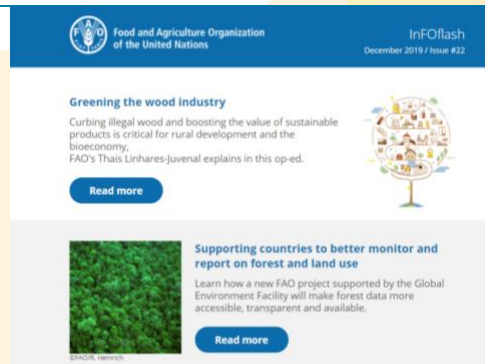 Food and Agriculture Organization
of the United Nations
InFOflash
December 2019 / Issue #22
Greening the wood industry
Curbing illegal wood and boosting the value of sustainable
products is critical for rural development and the
bioeconomy,
FAO's Thais Linhares-Juvenal explains in this op-ed.
Read more
Supporting countries to better monitor and
report on forest and land use
Learn how a new FAO project supported by the Global
Environment Facility will make forest data more
accessible, transparent and available.
Read more
©FAO/R. Heinrich